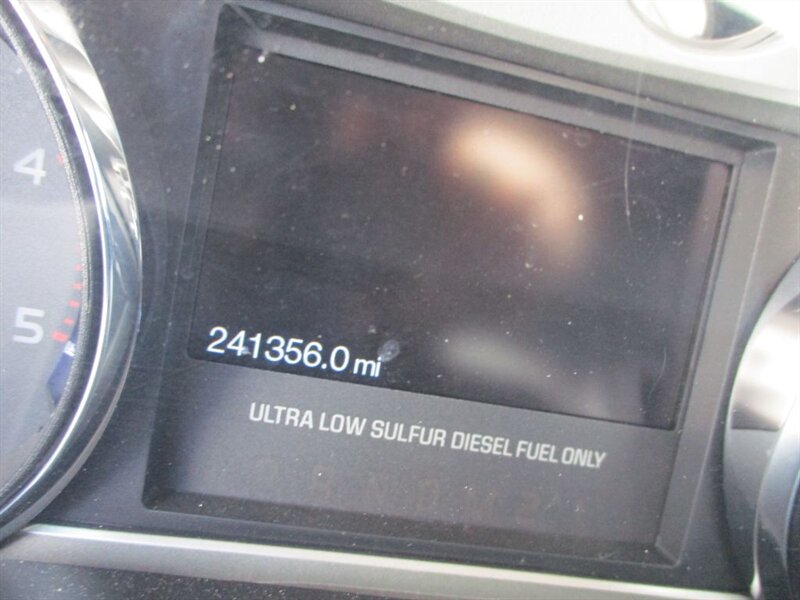 4
5
241356.0 mi
ULTRA LOW SULFUR DIESEL FUEL ONLY